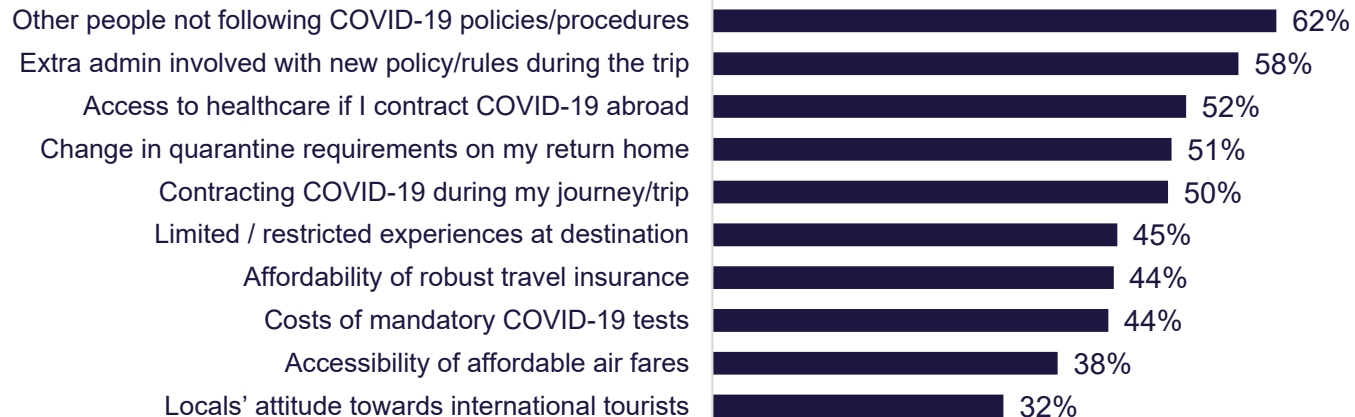 Other people not following COVID-19 policies/procedures 62%
Extra admin involved with new policy/rules during the trip 58%
Access to healthcare if I contract COVID-19 abroad 52%
Change in quarantine requirements on my return home 51%
Contracting COVID-19 during my journey/trip 50%
Limited / restricted experiences at destination 45%
Affordability of robust travel insurance 44%
Costs of mandatory COVID-19 tests 44%
Accessibility of affordable air fares 38%
Locals’ attitude towards international tourists 32%